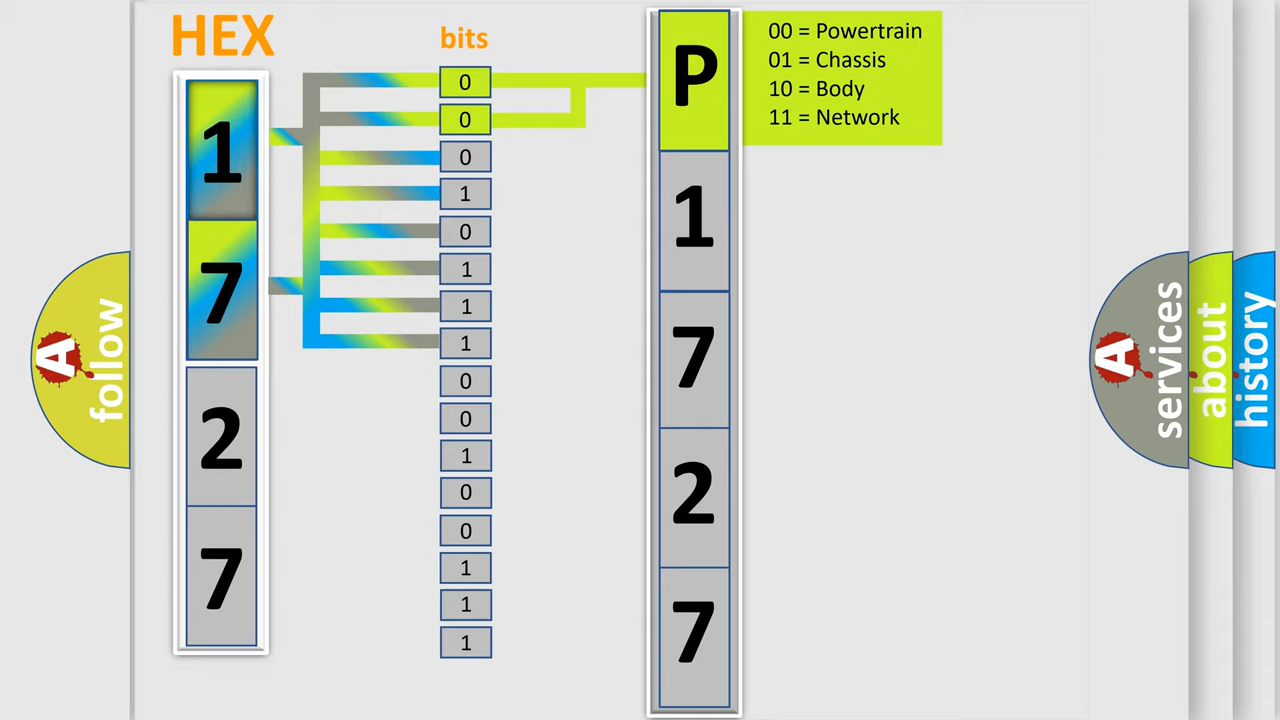 HEX
bits
1
7
2
7
0
0
0
1
0
1
1
1
0
0
1
0
0
1
1
1
P
1
7
2
7
00 = Powertrain
01 = Chassis
10 = Body
11 = Network
A
follow
A
services
about
history